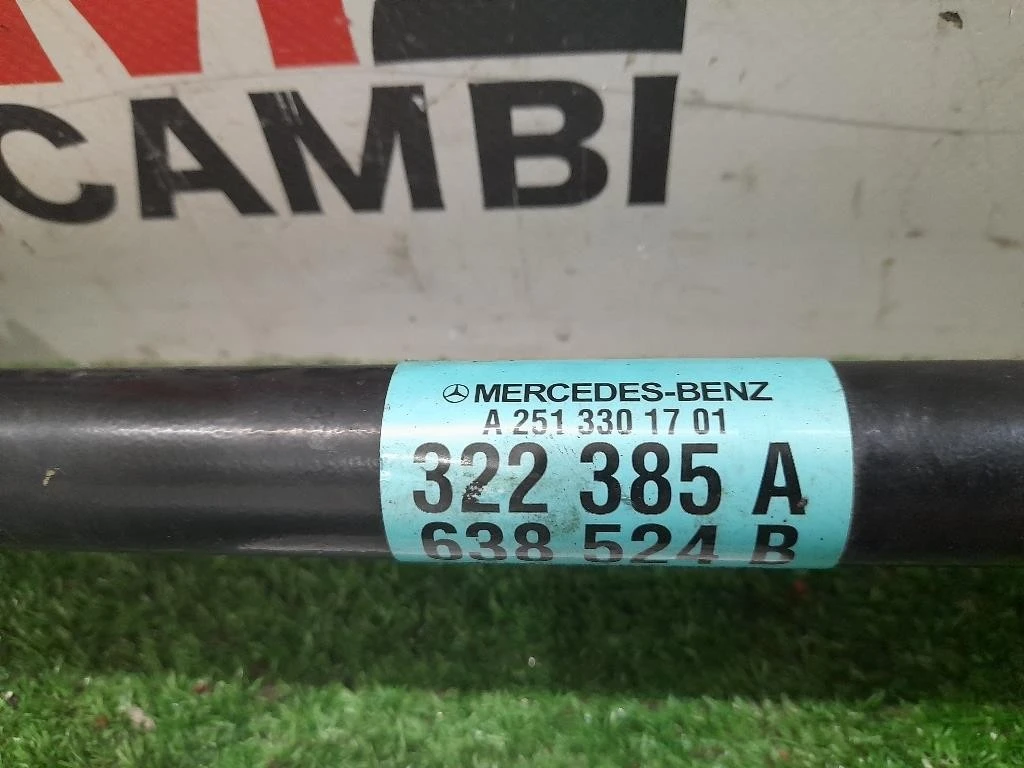 CAMBI
MERCEDES-BENZ
A 251 330 17 01
322 385 A
638 524 B